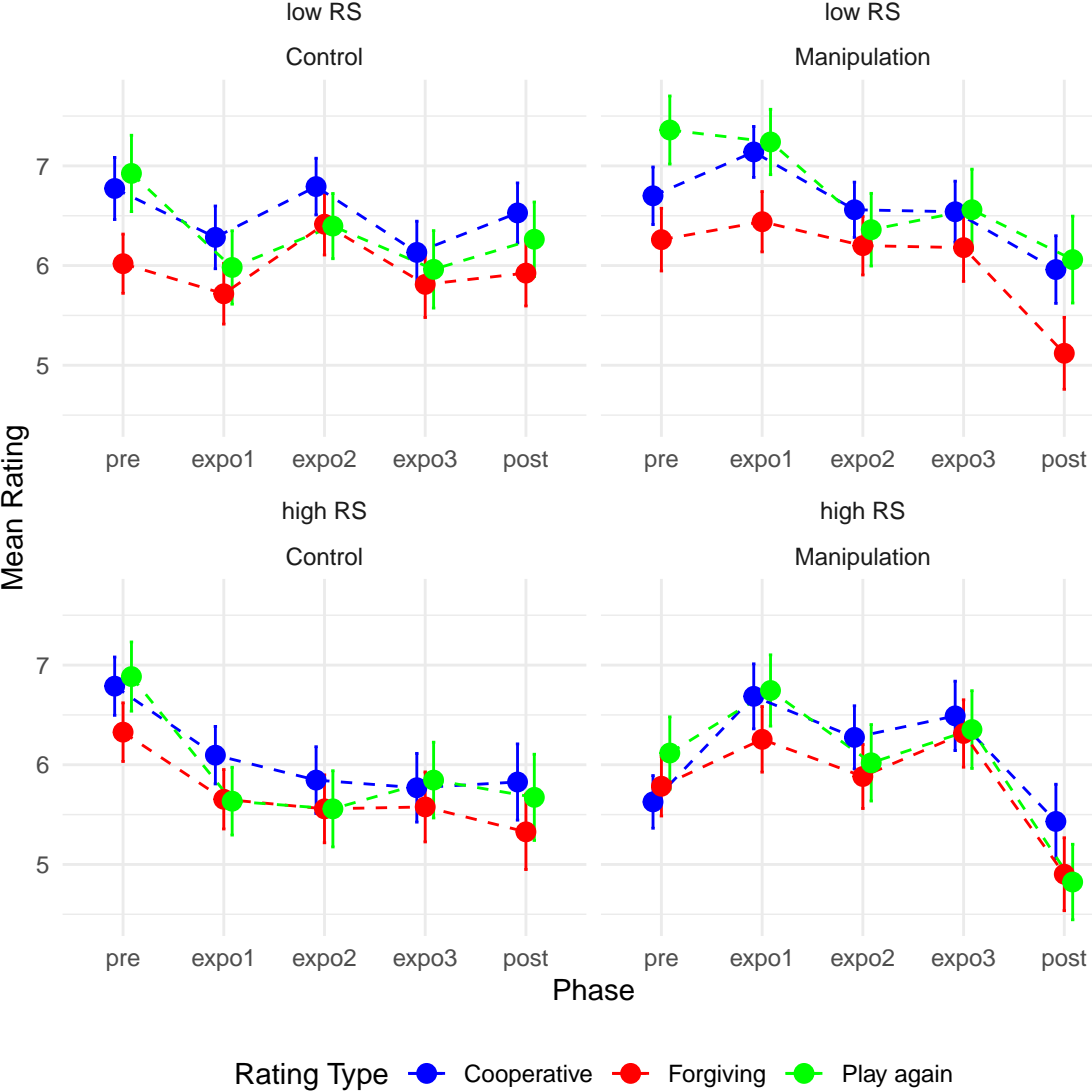 low RS
low RS
Control
Manipulation
7
6
5
pre expo1 expo2 expo3 post
pre expo1 expo2 expo3 post
Mean Rating
high RS
high RS
Control
Manipulation
7
6
5
pre expo1 expo2 expo3 post
pre expo1 expo2 expo3 post
Phase
Rating Type Cooperative Forgiving Play again